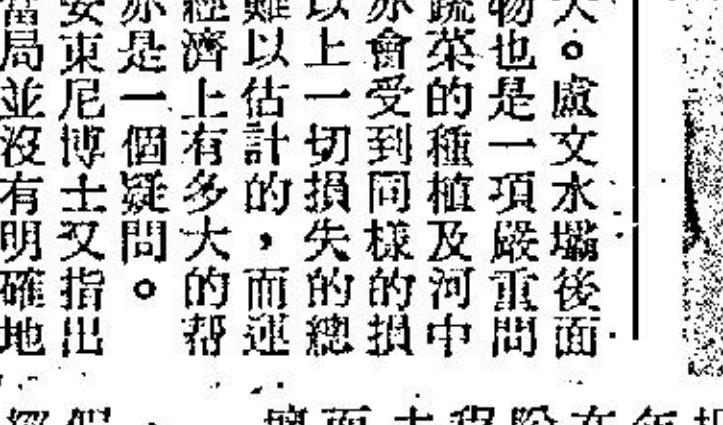 大。盧文水壩後面
物也是一項嚴重問
蔬菜的種植及河中
亦會受到同樣的損
以上一切損失的總
難以估計的，而運
經濟上有多大的帮
亦是一個疑問。
安東尼博士又指出
當局並沒有明確地